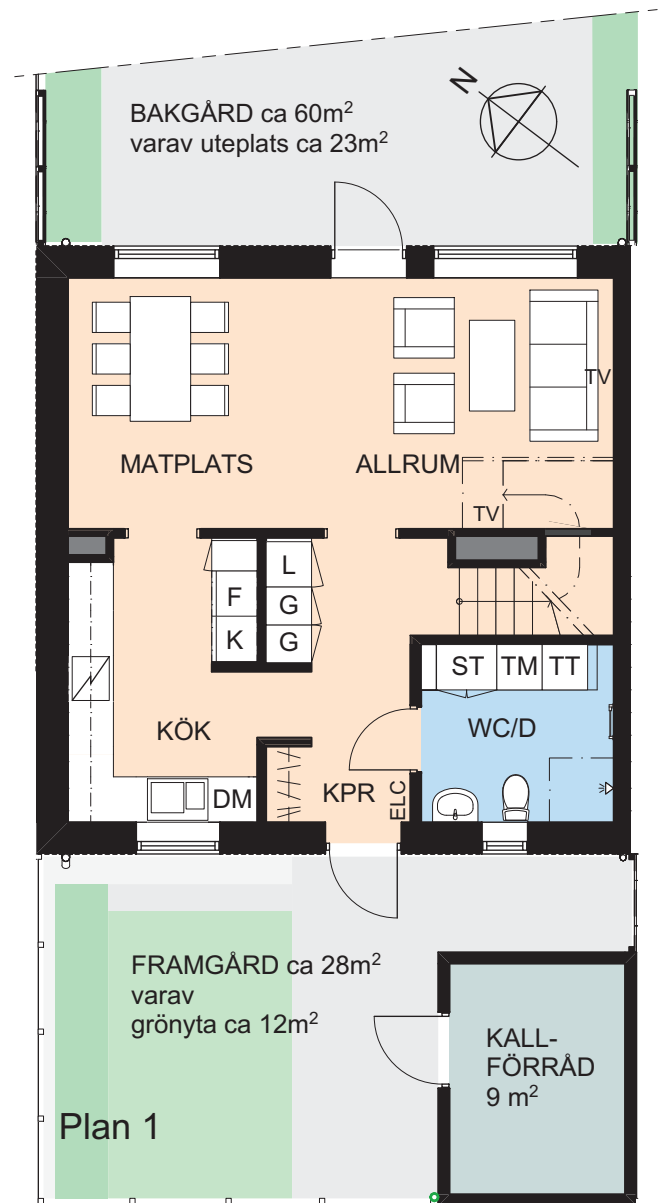 N
BAKGÅRD ca 60m²
varav uteplats ca 23m²
TV
MATPLATS
ALLRUM
TV
L
F
G
K
G
ST
TM
TT
KÖK
WC/D
DM
KPR
ELC
FRAMGÅRD ca 28m²
varav
grönyta ca 12m²
KALL-
FÖRRÅD
9 m²
Plan 1